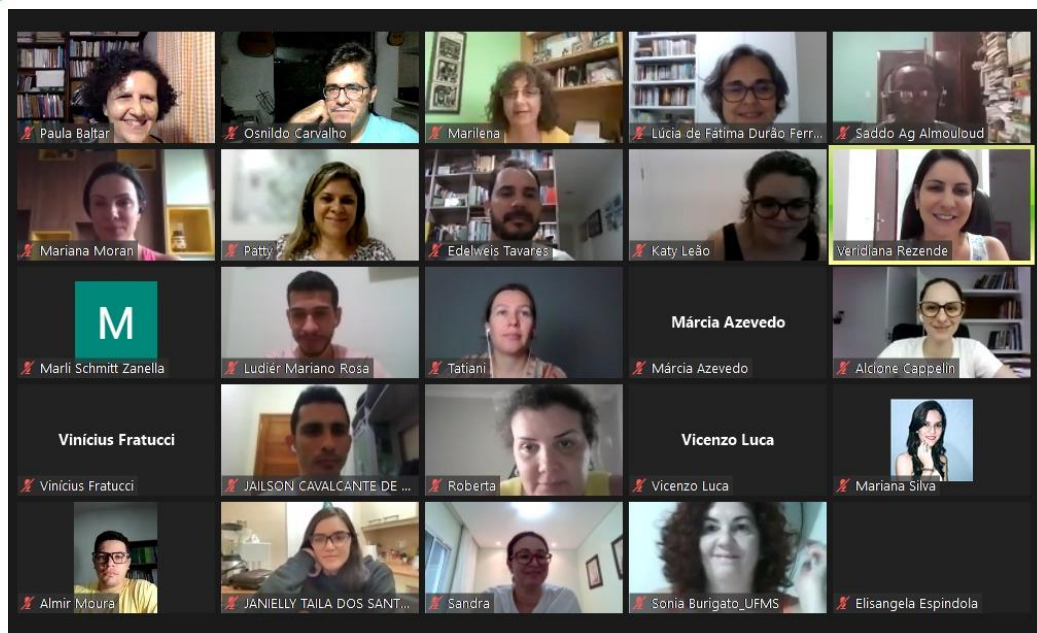 Paula Baltar
Osnildo Carvalho
Marilena
Lúcia de Fatima Durão Ferr...
Saddo Ag Almouloud
Mariana Moran
Patty
Edelweis Tavares
Katy Leão
Veridiana Rezende
M
Marli Schmitt Zanella
Ludiér Mariano Rosa
Tatiani
Márcia Azevedo
Márcia Azevedo
Alcione Cappelin
Vinícius Fratucci
Vinícius Fratucci
JAILSON CAVALCANTE DE ...
Roberta
Vicenzo Luca
Vicenzo Luca
Mariana Silva
Almir Moura
JANIELLY TAILA DOS SANT...
Sandra
Sonia Burigato_UFMS
Elisangela Espindola